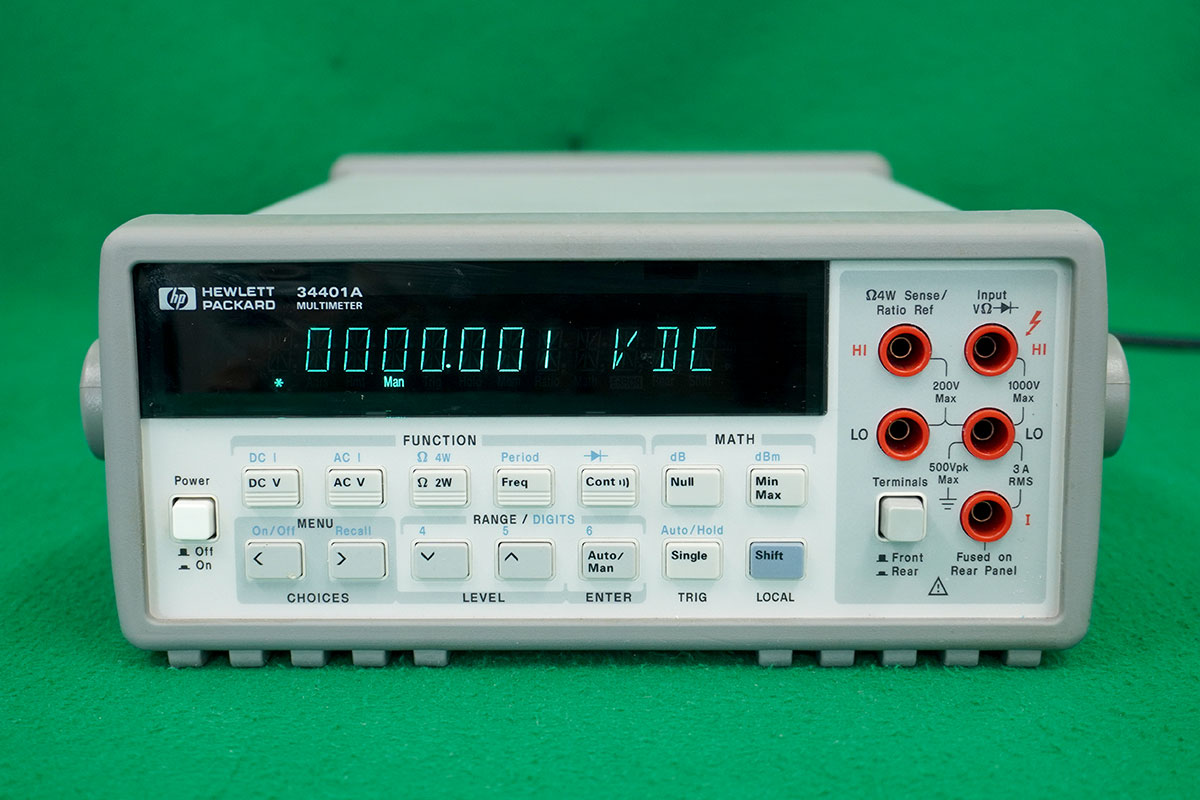 hp HEWLETT PACKARD
34401A
MULTIMETER
0000.001 VDC
* Man
FUNCTION
MATH
DC I AC I Ω 4W Period dB dBm
DC V AC V Ω 2W Freq Cont Null Min Max
Power
Off
On
MENU
On/Off Recall
RANGE / DIGITS
4 5 6
Auto/Hold
< > Auto/Man Single Shift
CHOICES LEVEL ENTER TRIG LOCAL
Ω4W Sense/
Ratio Ref
Input
VΩ
HI HI
200V
Max
1000V
Max
LO LO
500Vpk
Max
3A
RMS
Terminals
I
Front
Rear
Fused on
Rear Panel